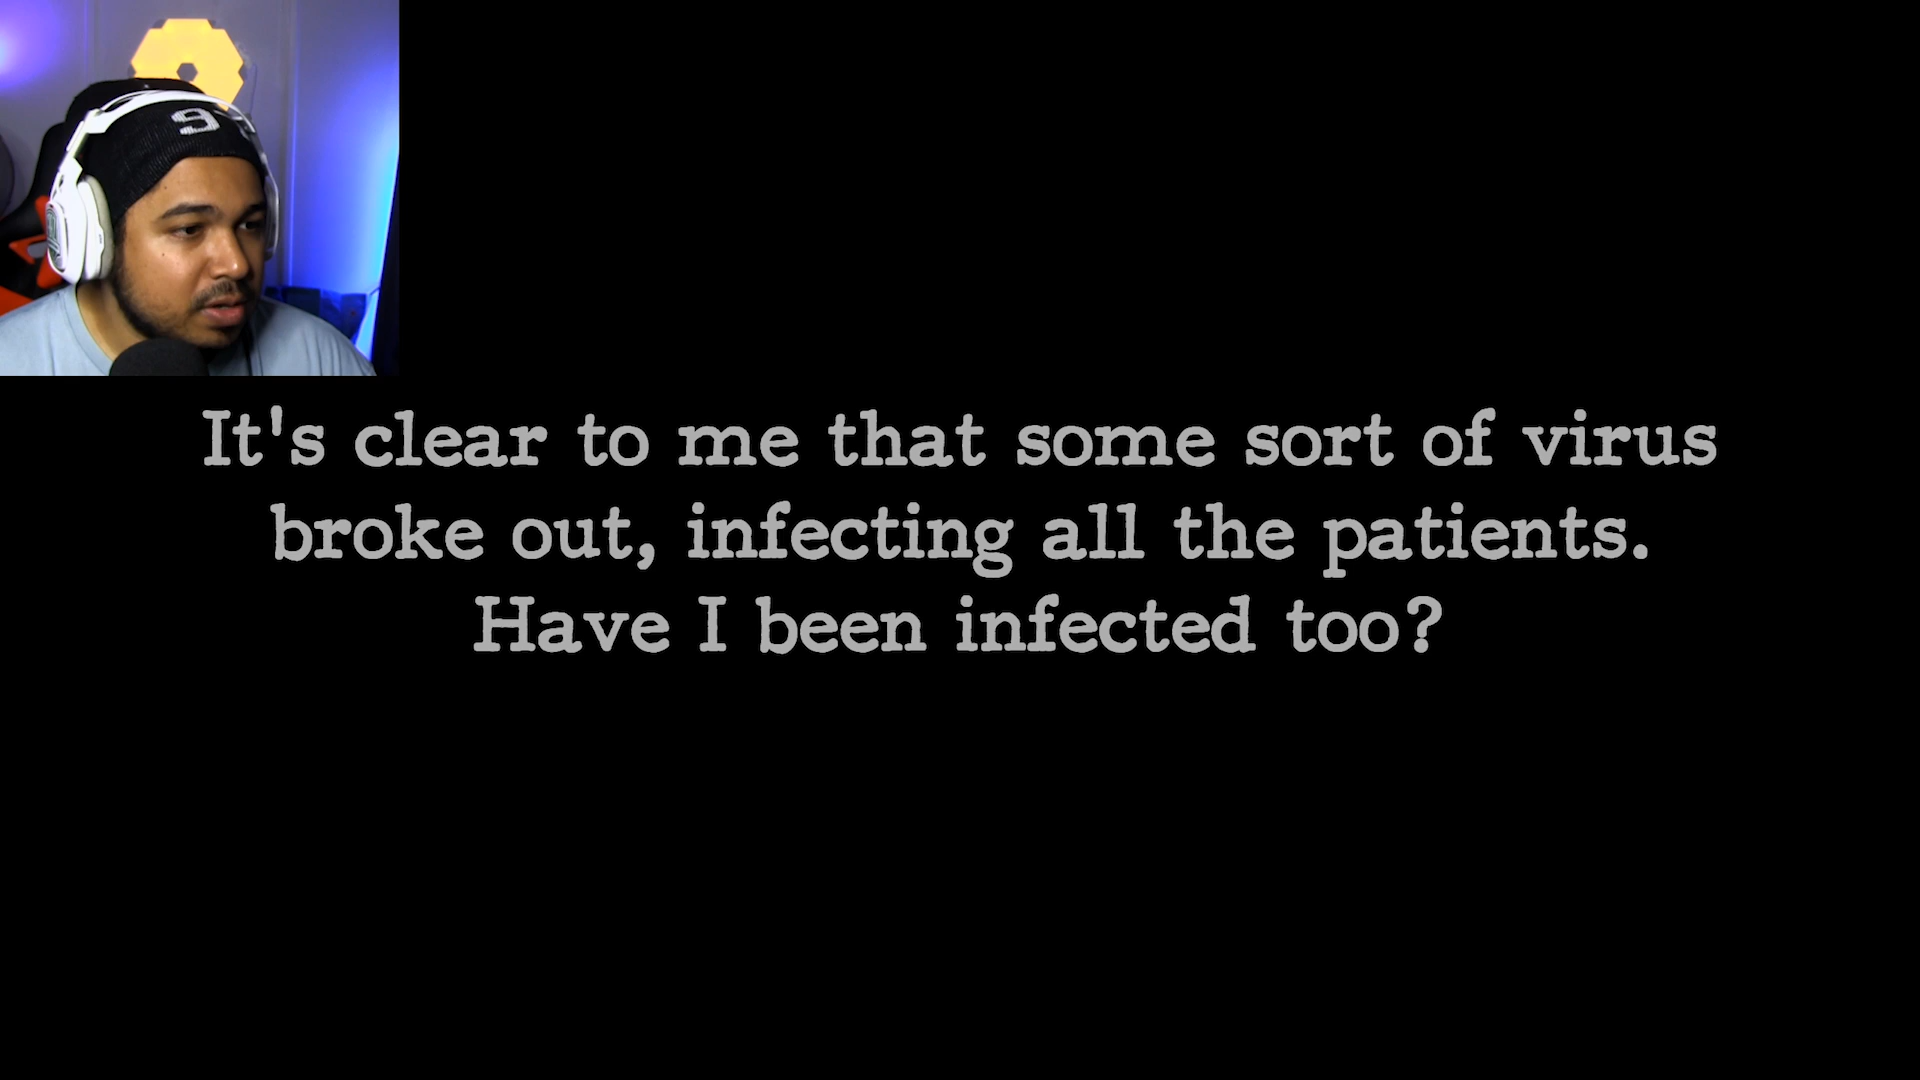 9
It's clear to me that some sort of virus
broke out, infecting all the patients.
Have I been infected too?